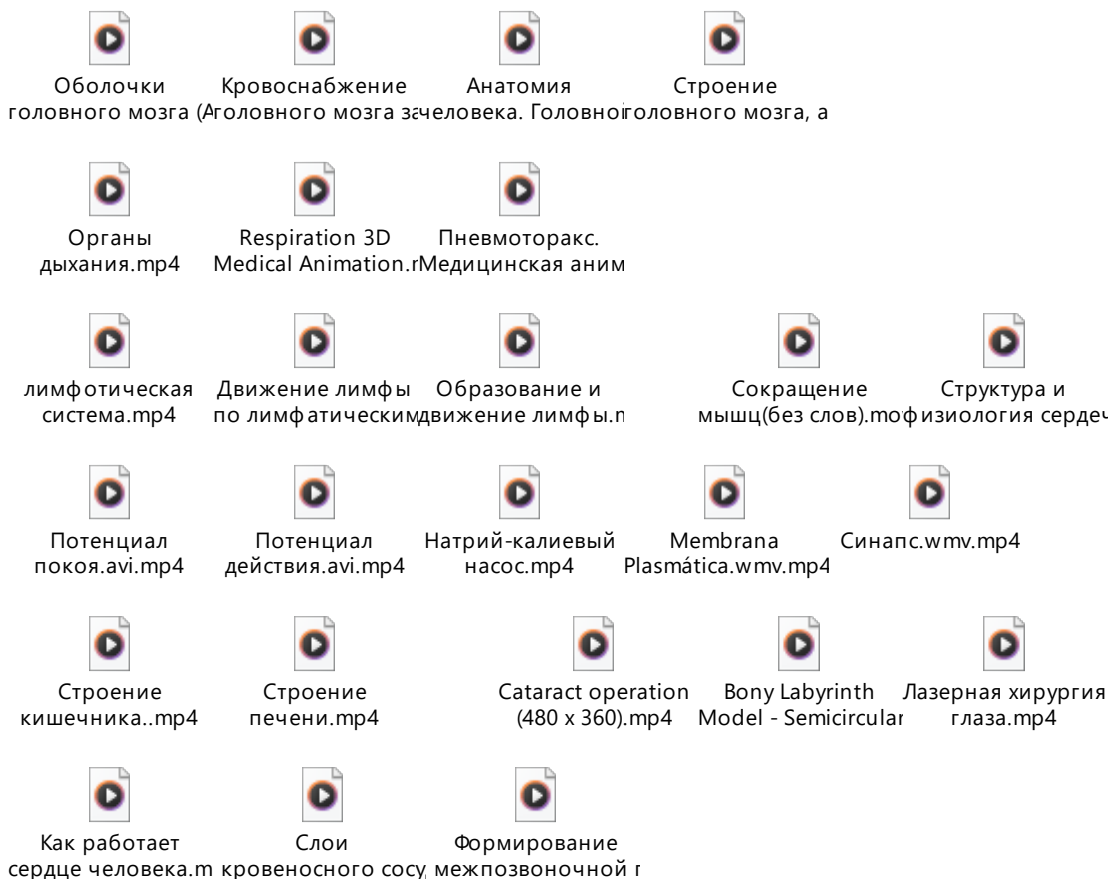 Оболочки
Кровоснабжение
Анатомия
Строение
головного мозга (А
головного мозга за
человека. Головной
головного мозга, а
Органы
Respiration 3D
Пневмоторакс.
дыхания.mp4
Medical Animation.
Медицинская аним
лимфотическая
Движение лимфы
Образование и
Сокращение
Структура и
система.mp4
по лимфатическим
движение лимфы.
мышц(без слов).mo
физиология сердеч
Потенциал
Потенциал
Натрий-калиевый
Membrana
Синапс.wmv.mp4
покоя.avi.mp4
действия.avi.mp4
насос.mp4
Plasmática.wmv.mp4
Строение
Строение
Cataract operation
Bony Labyrinth
Лазерная хирургия
кишечника..mp4
печени.mp4
(480 x 360).mp4
Model - Semicircular
глаза.mp4
Как работает
Слои
Формирование
сердце человека.m
кровеносного сосу
межпозвоночной г